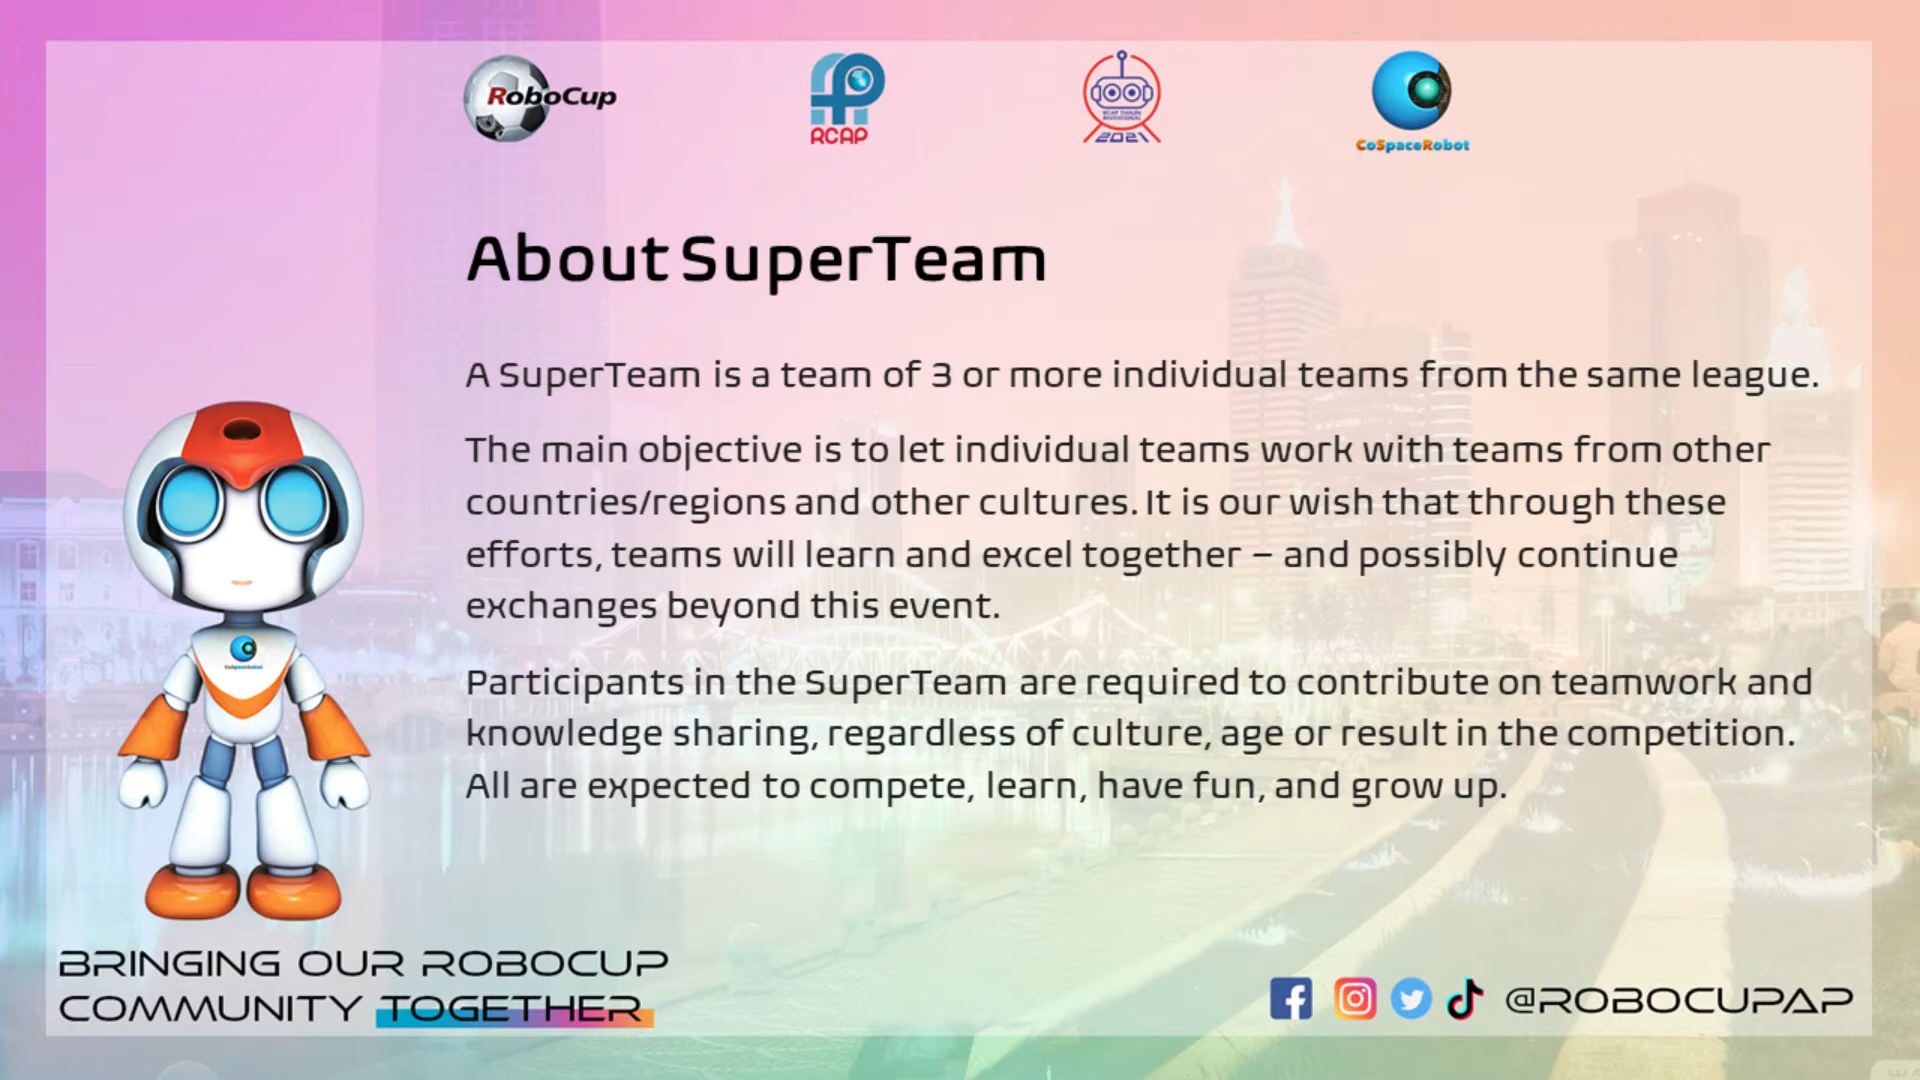 RoboCup
RCAP
RCAP TIANJIN
INVITATIONAL
2021
CoSpaceRobot
About SuperTeam
A SuperTeam is a team of 3 or more individual teams from the same league.
The main objective is to let individual teams work with teams from other
countries/regions and other cultures. It is our wish that through these
efforts, teams will learn and excel together – and possibly continue
exchanges beyond this event.
Participants in the SuperTeam are required to contribute on teamwork and
knowledge sharing, regardless of culture, age or result in the competition.
All are expected to compete, learn, have fun, and grow up.
CoSpaceRobot
BRINGING OUR ROBOCUP
COMMUNITY TOGETHER
@ROBOCUPAP